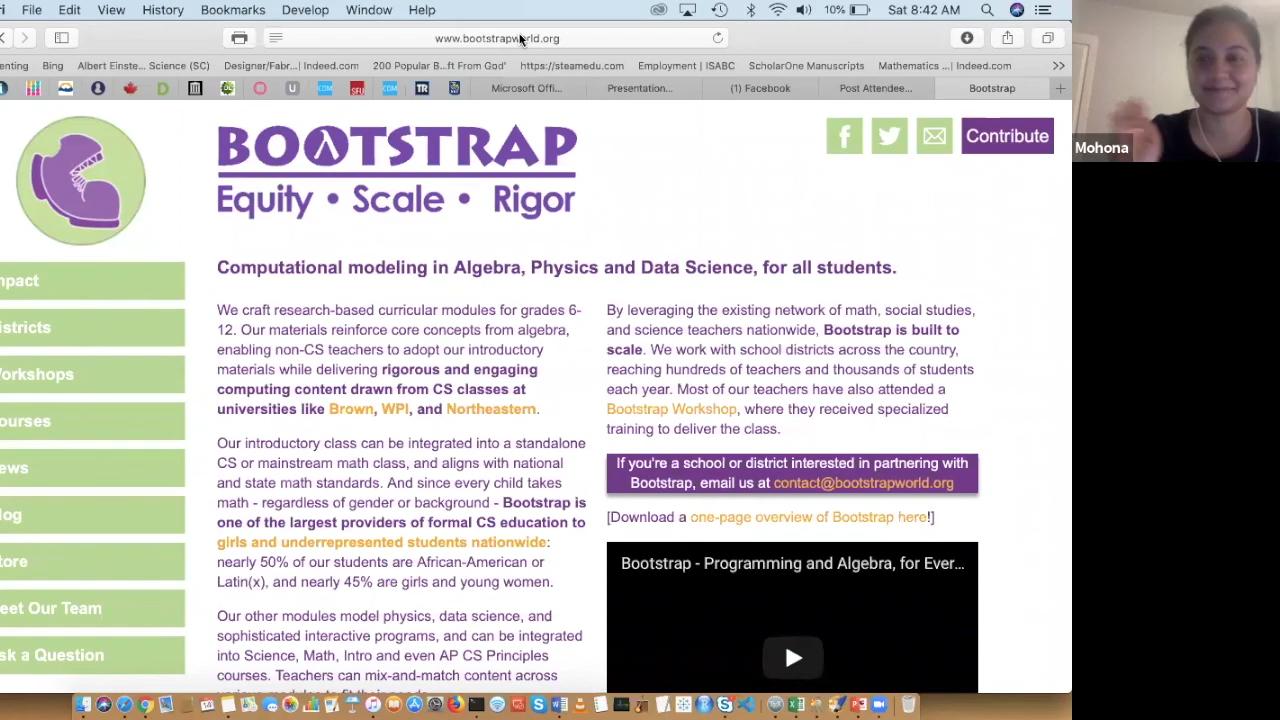 File Edit View History Bookmarks Develop Window Help 10% Sat 8:42 AM
www.bootstrapworld.org
enting Bing Albert Einste... Science (SC) Designer/Fabr...| Indeed.com 200 Popular B...ft From God' https://steamedu.com Employment | ISABC ScholarOne Manuscripts Mathematics ...| Indeed.com
Microsoft Offi... Presentation... (1) Facebook Post Attendee... Bootstrap
BOOTSTRAP
Equity • Scale • Rigor
Contribute
Mohona
mpact
istricts
Workshops
ourses
ews
log
tore
eet Our Team
sk a Question
Computational modeling in Algebra, Physics and Data Science, for all students.
We craft research-based curricular modules for grades 6-
12. Our materials reinforce core concepts from algebra,
enabling non-CS teachers to adopt our introductory
materials while delivering rigorous and engaging
computing content drawn from CS classes at
universities like Brown, WPI, and Northeastern.
Our introductory class can be integrated into a standalone
CS or mainstream math class, and aligns with national
and state math standards. And since every child takes
math - regardless of gender or background - Bootstrap is
one of the largest providers of formal CS education to
girls and underrepresented students nationwide:
nearly 50% of our students are African-American or
Latin(x), and nearly 45% are girls and young women.
Our other modules model physics, data science, and
sophisticated interactive programs, and can be integrated
into Science, Math, Intro and even AP CS Principles
courses. Teachers can mix-and-match content across
By leveraging the existing network of math, social studies,
and science teachers nationwide, Bootstrap is built to
scale. We work with school districts across the country,
reaching hundreds of teachers and thousands of students
each year. Most of our teachers have also attended a
Bootstrap Workshop, where they received specialized
training to deliver the class.
If you're a school or district interested in partnering with
Bootstrap, email us at contact@bootstrapworld.org
[Download a one-page overview of Bootstrap here!]
Bootstrap - Programming and Algebra, for Ever...